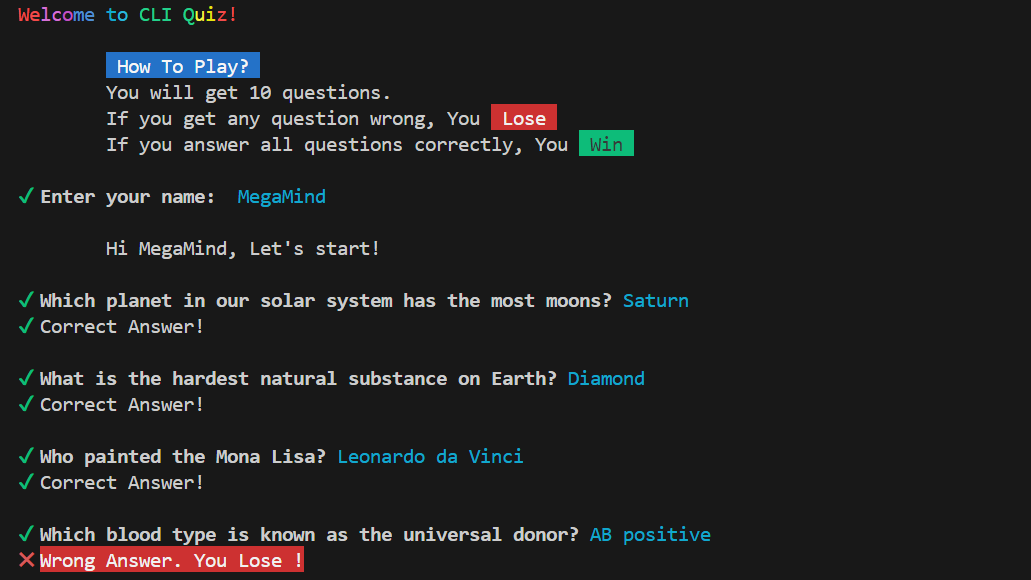 Welcome to CLI Quiz!
How To Play?
You will get 10 questions.
If you get any question wrong, You Lose
If you answer all questions correctly, You Win
✓ Enter your name: MegaMind
Hi MegaMind, Let's start!
✓ Which planet in our solar system has the most moons? Saturn
✓ Correct Answer!
✓ What is the hardest natural substance on Earth? Diamond
✓ Correct Answer!
✓ Who painted the Mona Lisa? Leonardo da Vinci
✓ Correct Answer!
✓ Which blood type is known as the universal donor? AB positive
✕ Wrong Answer. You Lose !